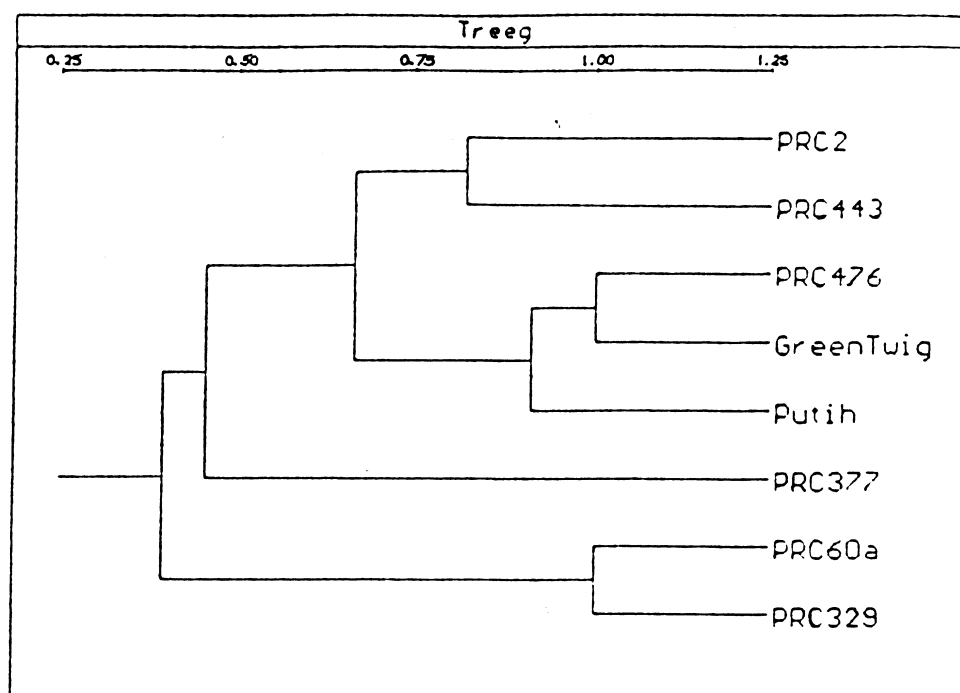 Treeg
0.25 0.50 0.75 1.00 1.25
PRC2
PRC443
PRC476
GreenTwig
Putih
PRC377
PRC60a
PRC329